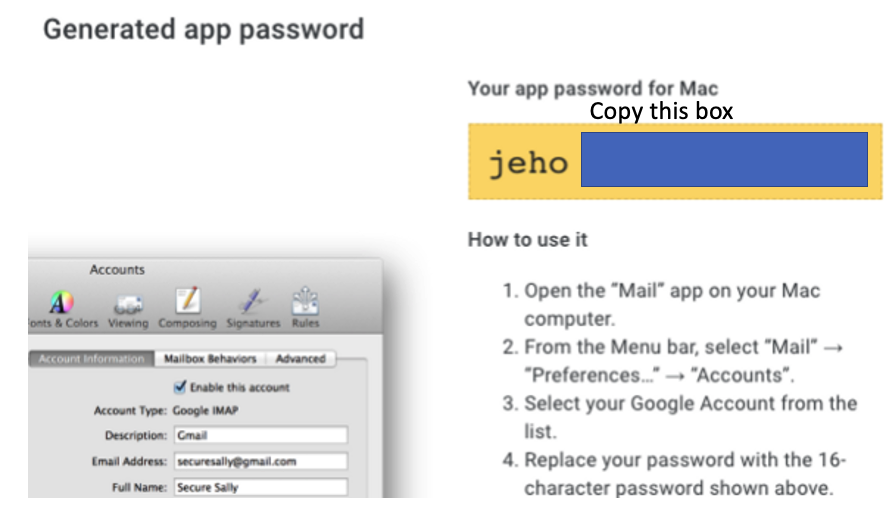 Generated app password
Your app password for Mac
Copy this box
jeho
How to use it
1. Open the “Mail” app on your Mac
computer.
2. From the Menu bar, select “Mail” →
“Preferences…” → “Accounts”.
3. Select your Google Account from the
list.
4. Replace your password with the 16-
character password shown above.
Accounts
onts & Colors Viewing Composing Signatures Rules
Account Information Mailbox Behaviors Advanced
Enable this account
Account Type: Google IMAP
Description: Gmail
Email Address: securesally@gmail.com
Full Name: Secure Sally